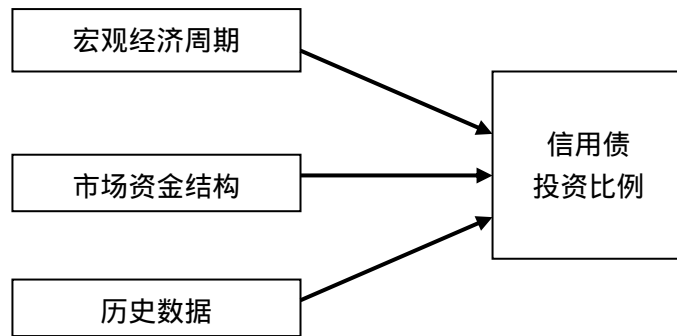 宏观经济周期
市场资金结构
历史数据
信用债
投资比例